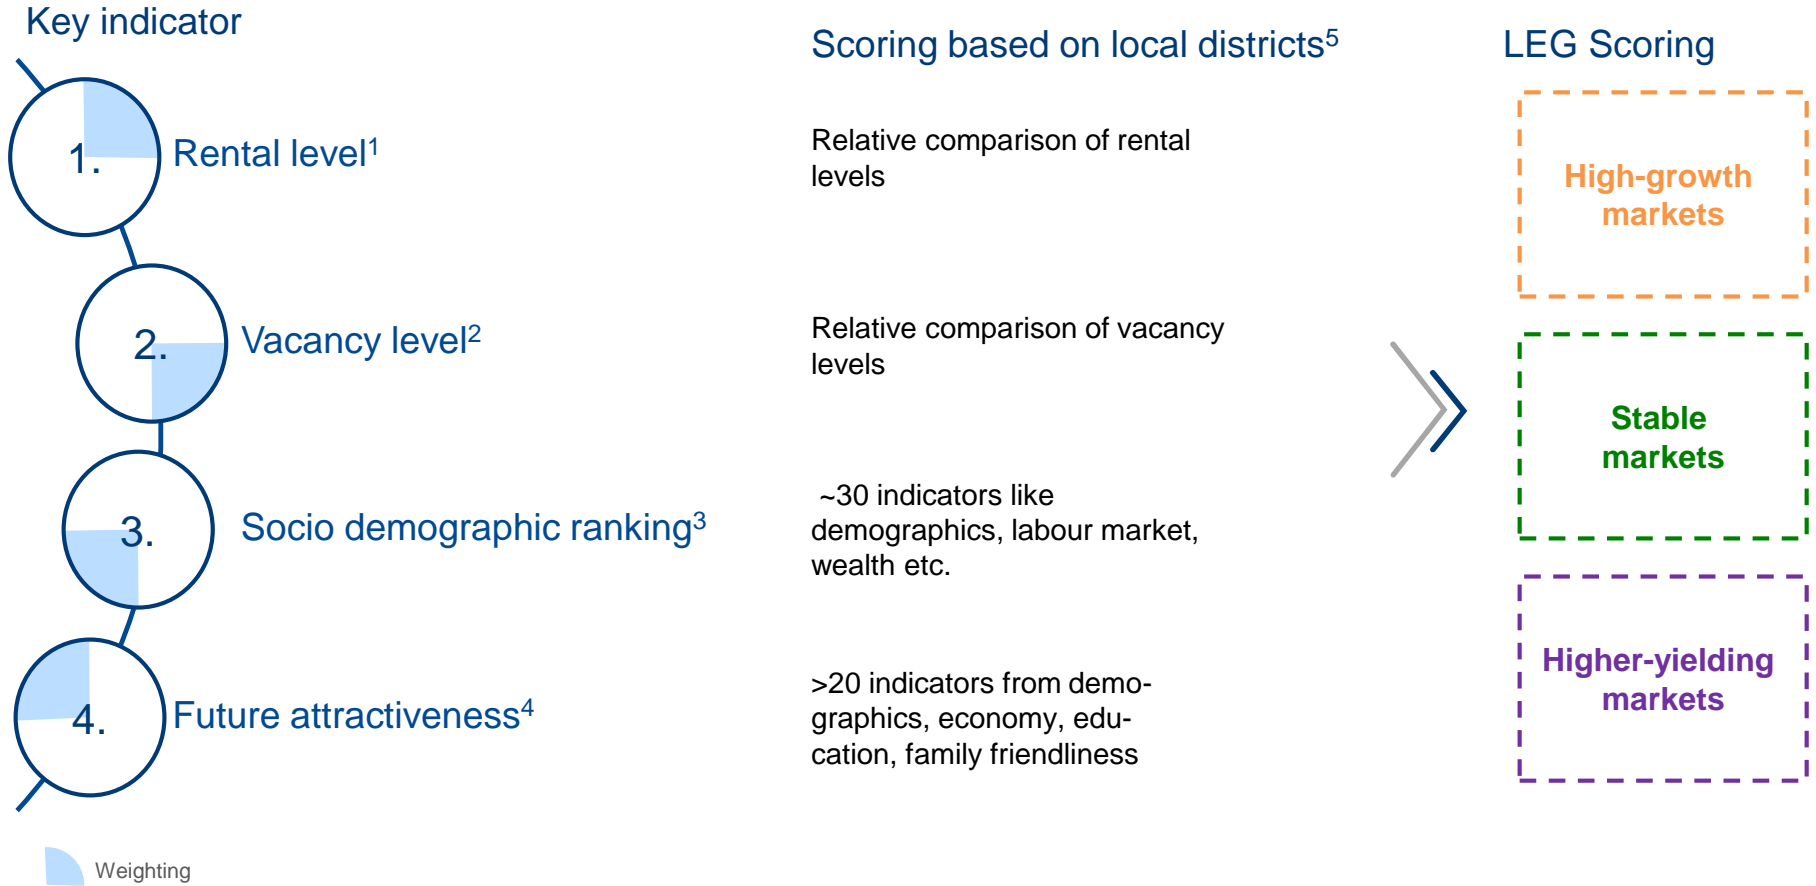 Key indicator
Scoring based on local districts⁵
LEG Scoring
1.
Rental level¹
Relative comparison of rental
levels
High-growth
markets
2.
Vacancy level²
Relative comparison of vacancy
levels
Stable
markets
3.
Socio demographic ranking³
~30 indicators like
demographics, labour market,
wealth etc.
Higher-yielding
markets
4.
Future attractiveness⁴
>20 indicators from demo-
graphics, economy, edu-
cation, family friendliness
Weighting